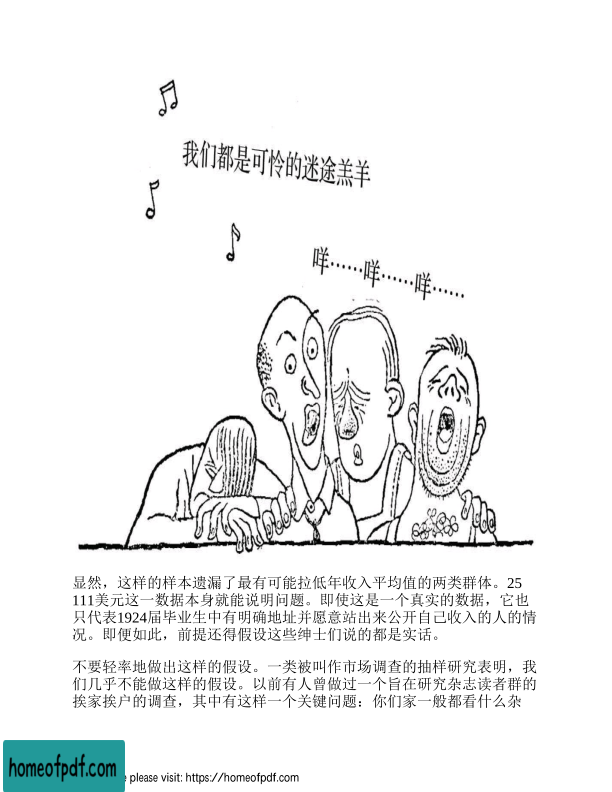 我们都是可怜的迷途羔羊
咩……咩……咩……
显然，这样的样本遗漏了最有可能拉低年收入平均值的两类群体。25
111美元这一数据本身就能说明问题。即使这是一个真实的数据，它也
只代表1924届毕业生中有明确地址并愿意站出来公开自己收入的人的情
况。即便如此，前提还得假设这些绅士们说的都是实话。
不要轻率地做出这样的假设。一类被叫作市场调查的抽样研究表明，我
们几乎不能做这样的假设。以前有人曾做过一个旨在研究杂志读者群的
挨家挨户的调查，其中有这样一个关键问题：你们家一般都看什么杂
homeofpdf.com
e please visit: https://homeofpdf.com